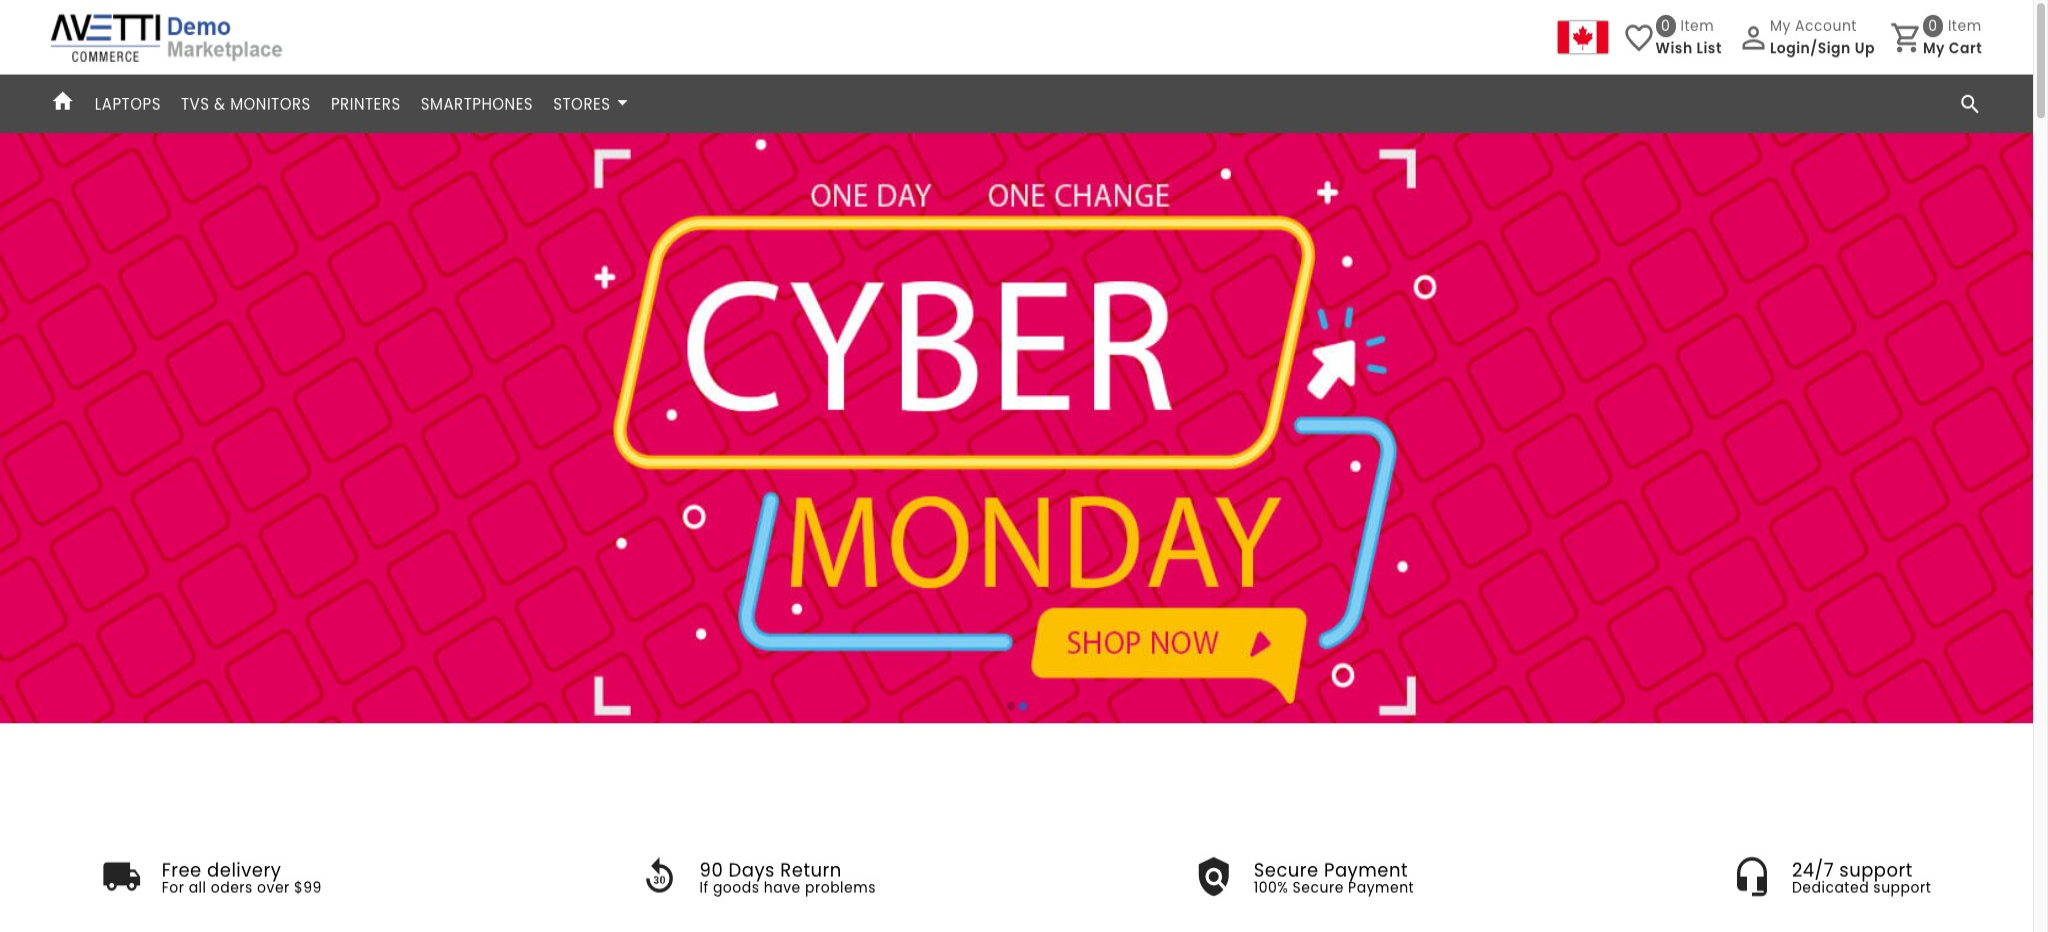 AVETTI Demo
COMMERCE Marketplace
0 Item
Wish List
My Account
Login/Sign Up
0 Item
My Cart
LAPTOPS TVS & MONITORS PRINTERS SMARTPHONES STORES
ONE DAY ONE CHANGE
CYBER
MONDAY
SHOP NOW
Free delivery
For all oders over $99
30
90 Days Return
If goods have problems
Secure Payment
100% Secure Payment
24/7 support
Dedicated support